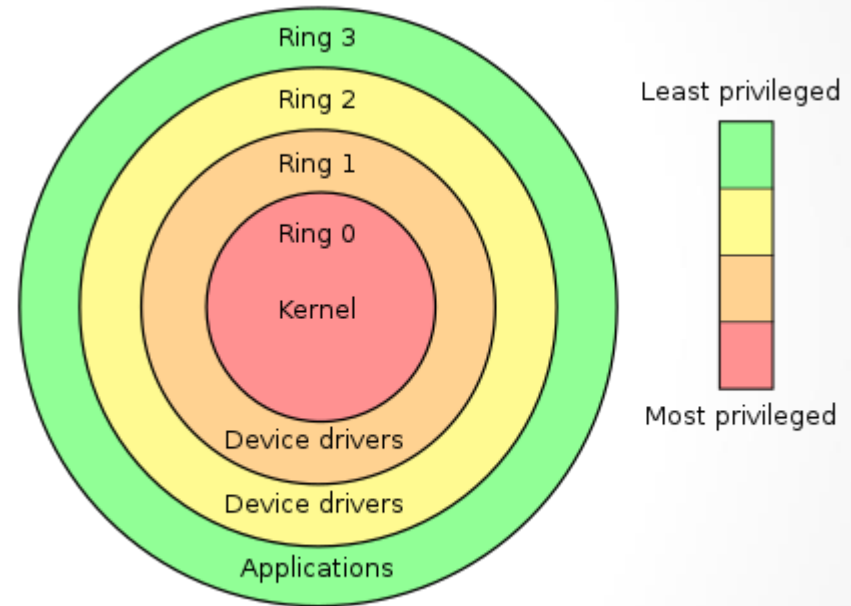 Ring 3
Ring 2
Ring 1
Ring 0
Kernel
Device drivers
Device drivers
Applications
Least privileged
Most privileged